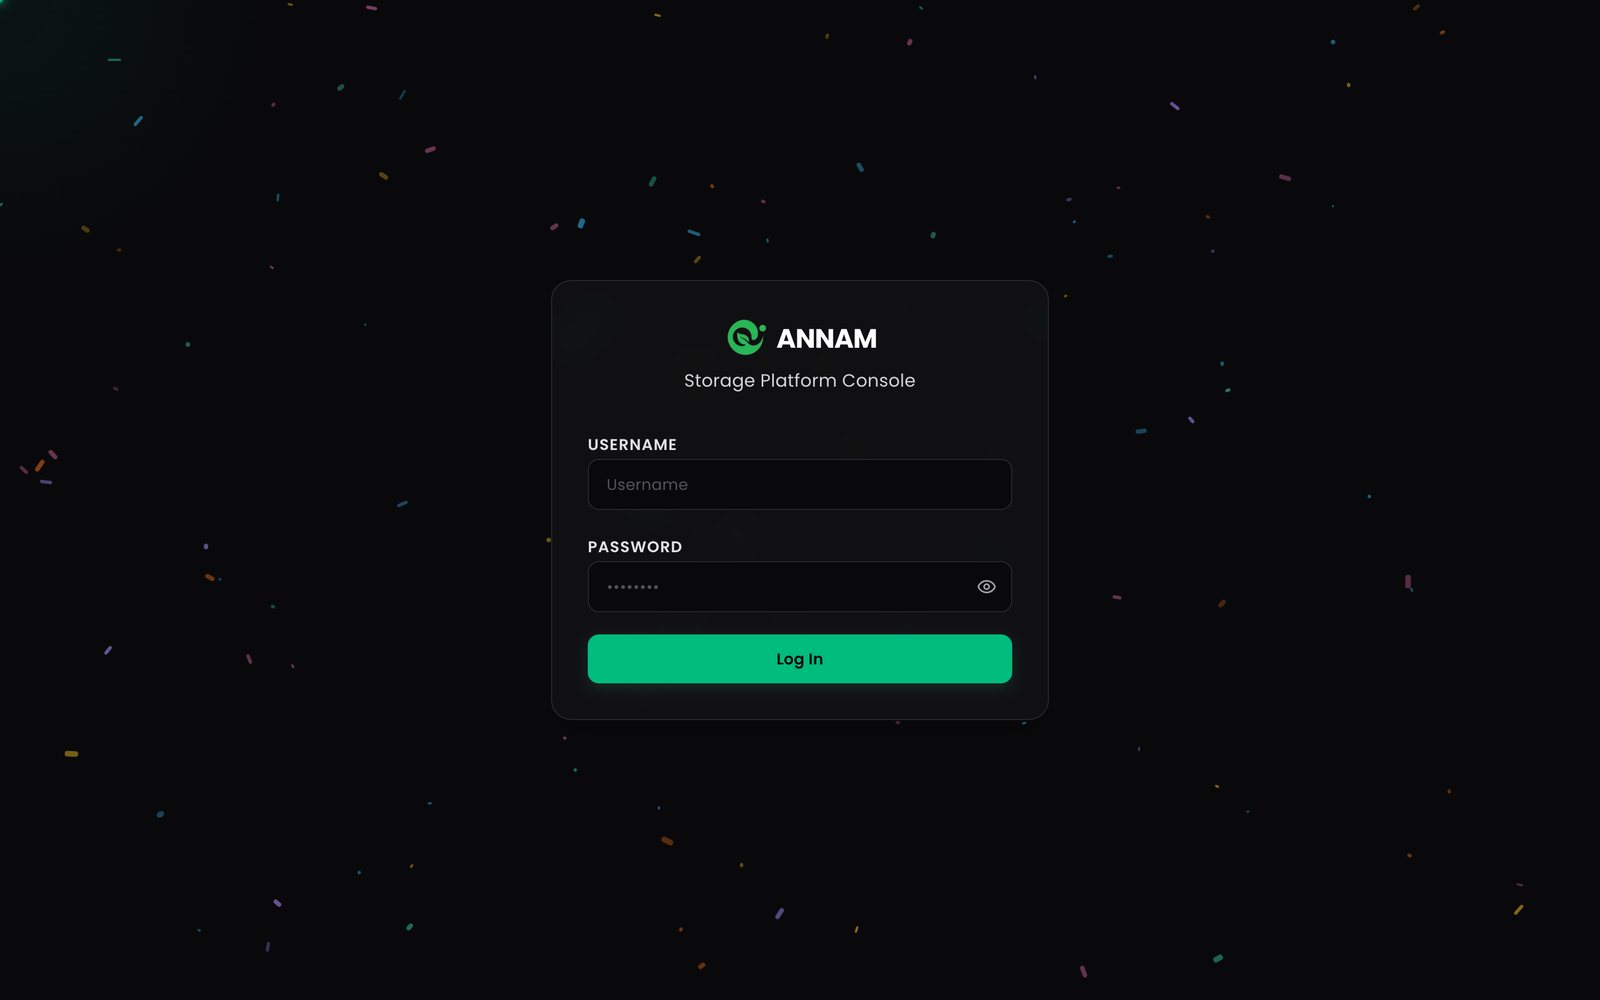 ANNAM
Storage Platform Console
USERNAME
Username
PASSWORD
••••••••
Log In